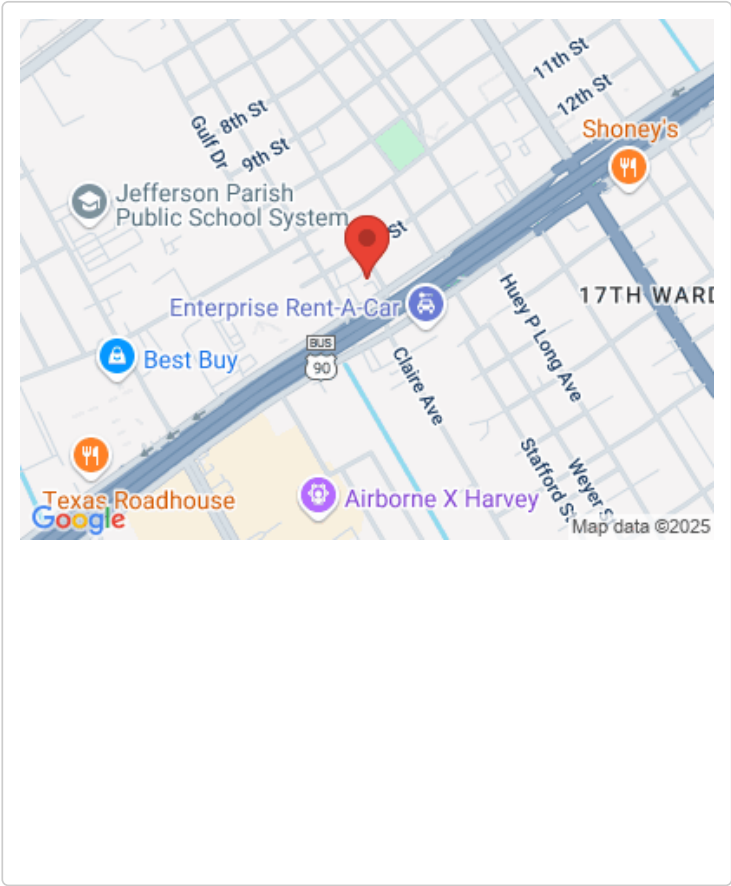 11th St
12th St
Shoney's
8th St
Gulf Dr
9th St
Jefferson Parish
Public School System
St
Enterprise Rent-A-Car
17TH WARD
Huey P Long Ave
BUS
90
Best Buy
Claire Ave
Stafford St
Weyer S
Texas Roadhouse
Airborne X Harvey
Google
Map data ©2025